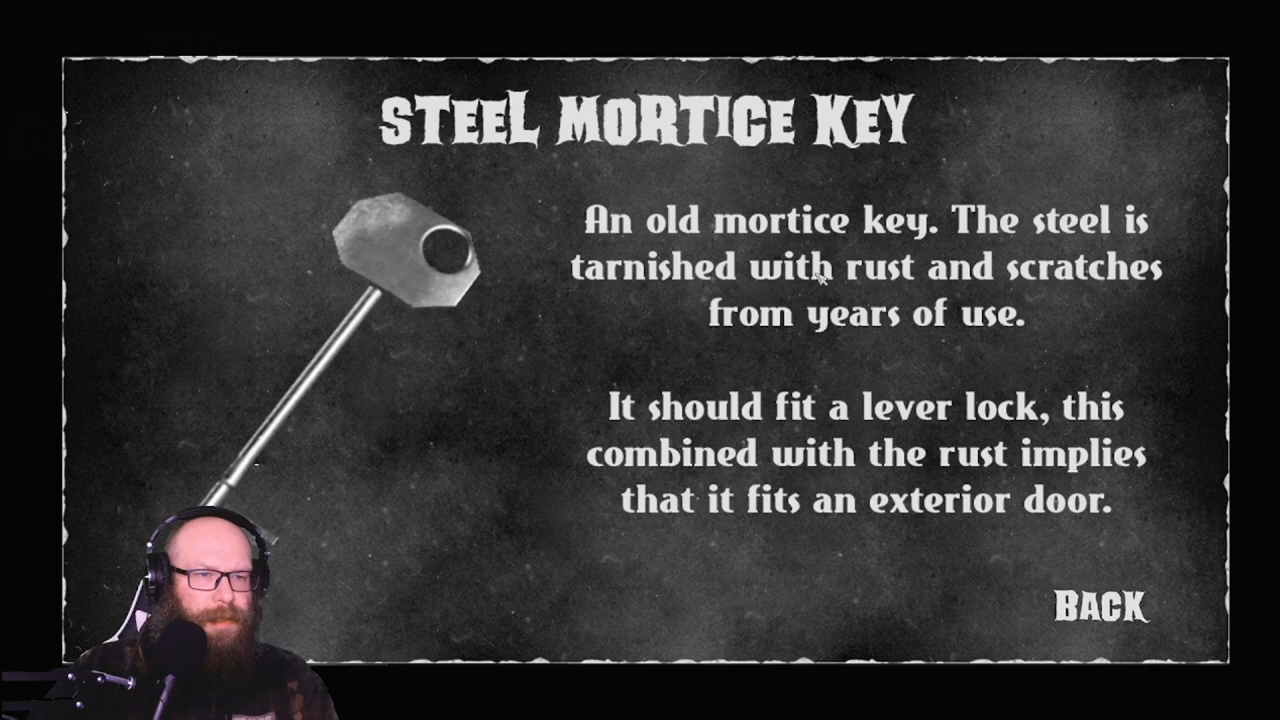 STEEL MORTICE KEY
An old mortice key. The steel is
tarnished with rust and scratches
from years of use.
It should fit a lever lock, this
combined with the rust implies
that it fits an exterior door.
BACK